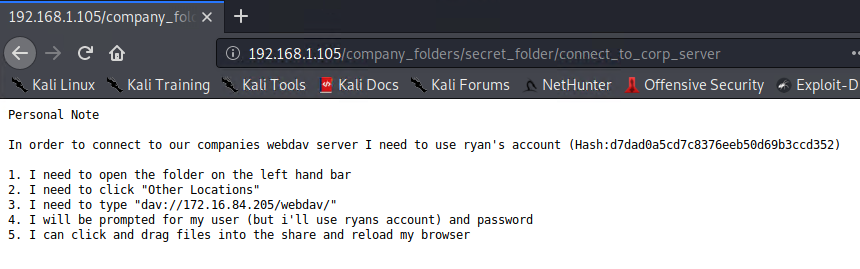 192.168.1.105/company_fol
192.168.1.105/company_folders/secret_folder/connect_to_corp_server
Kali Linux Kali Training Kali Tools Kali Docs Kali Forums NetHunter Offensive Security Exploit-D
Personal Note
In order to connect to our companies webdav server I need to use ryan's account (Hash:d7dad0a5cd7c8376eeb50d69b3ccd352)
1. I need to open the folder on the left hand bar
2. I need to click "Other Locations"
3. I need to type "dav://172.16.84.205/webdav/"
4. I will be prompted for my user (but i'll use ryans account) and password
5. I can click and drag files into the share and reload my browser